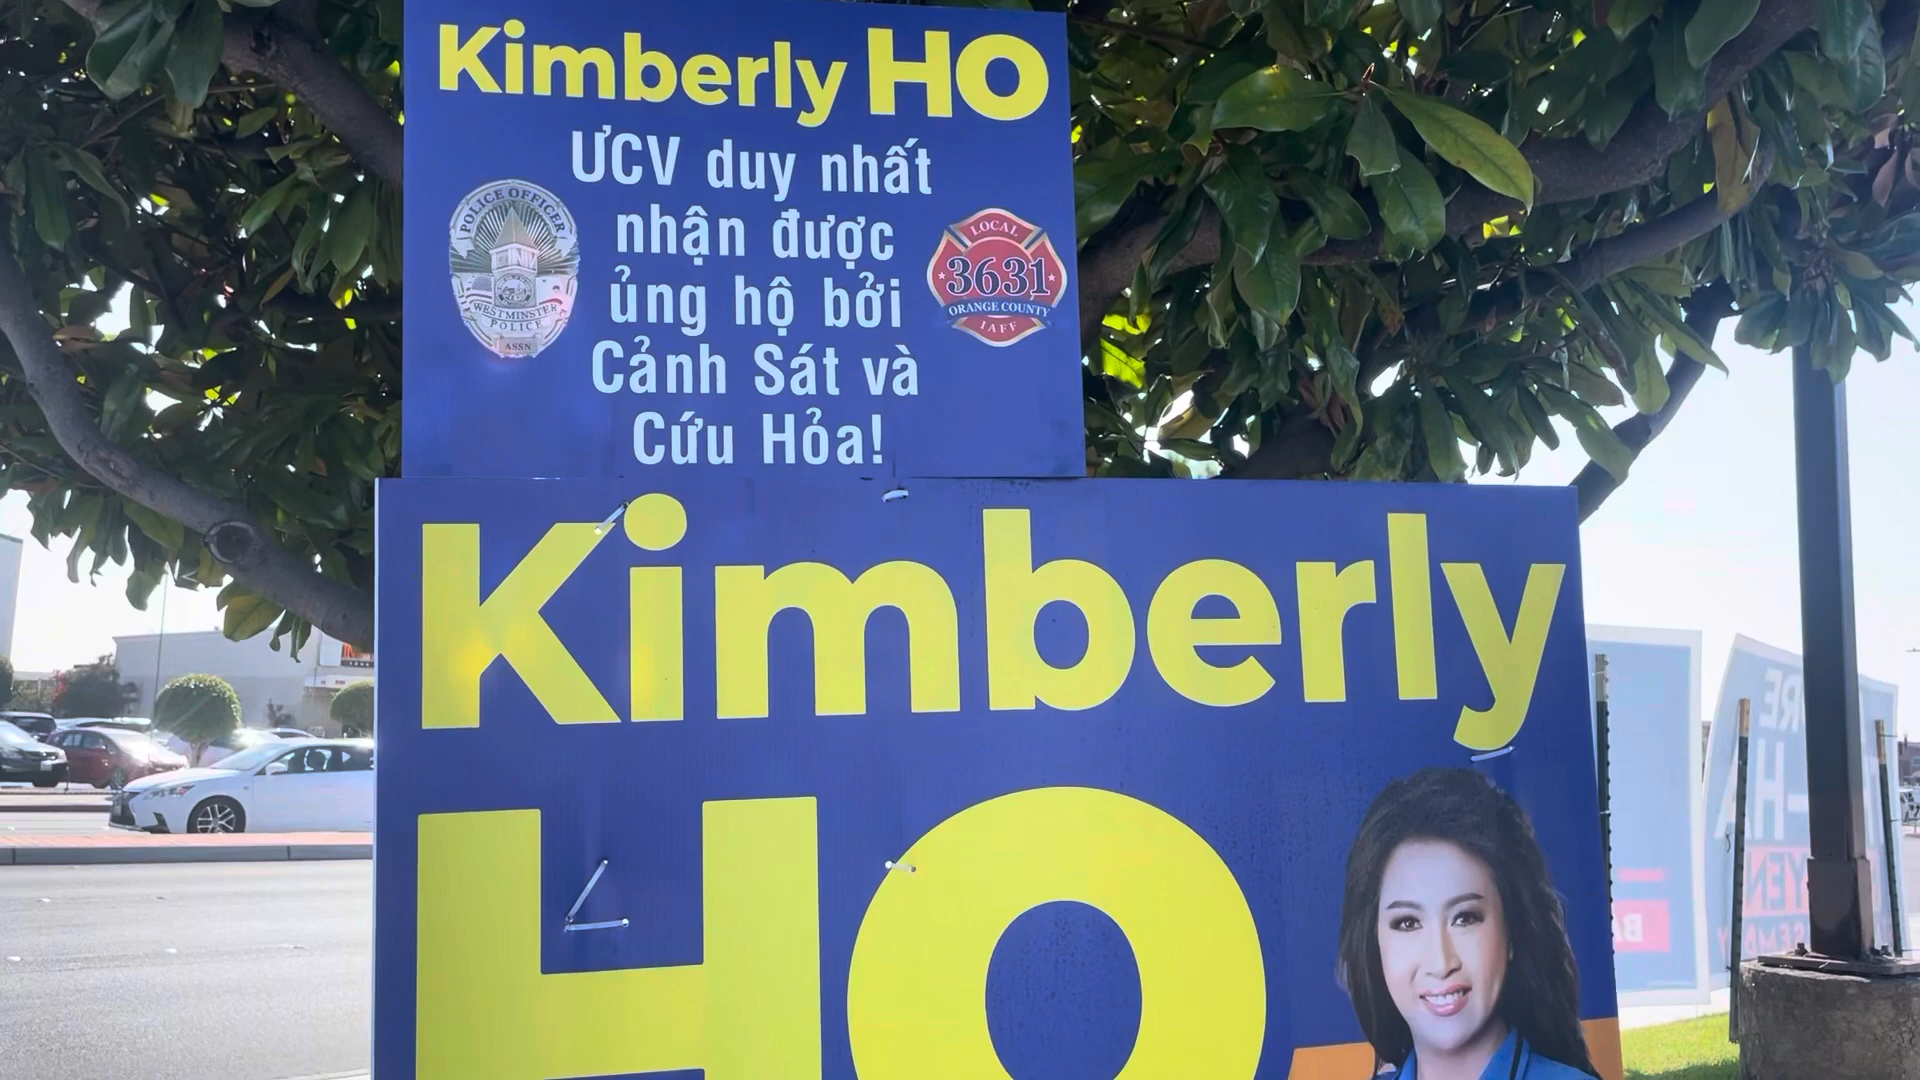 Kimberly HO
ƯCV duy nhất
nhận được
ủng hộ bởi
Cảnh Sát và
Cứu Hỏa!
POLICE OFFICER
WESTMINSTER
POLICE
ASSN
LOCAL
3631
ORANGE COUNTY
IAFF
Kimberly
HO